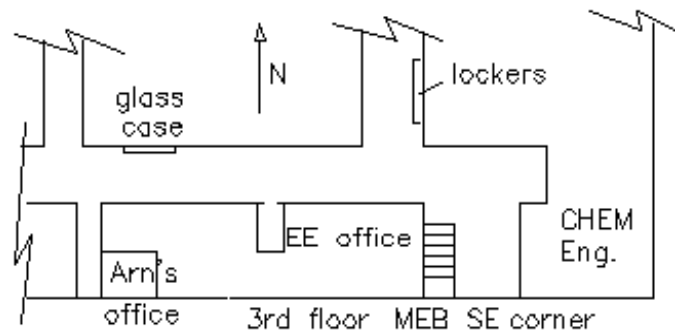 N
lockers
glass
case
CHEM
Eng.
EE office
Arn's
office
3rd floor MEB SE corner